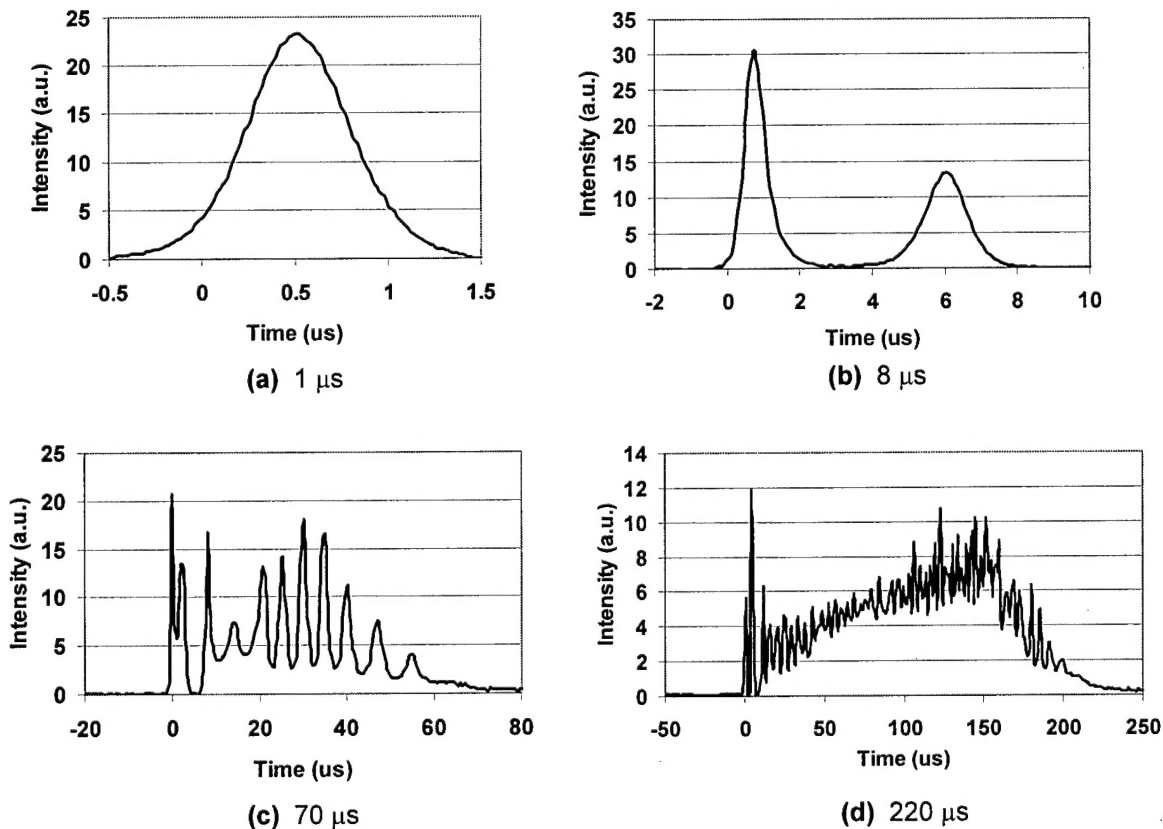 25
20
15
10
5
0
Intensity (a.u.)
-0.5 0 0.5 1 1.5
Time (us)
(a) 1 μs
35
30
25
20
15
10
5
0
Intensity (a.u.)
-2 0 2 4 6 8 10
Time (us)
(b) 8 μs
25
20
15
10
5
0
Intensity (a.u.)
-20 0 20 40 60 80
Time (us)
(c) 70 μs
14
12
10
8
6
4
2
0
Intensity (a.u.)
-50 0 50 100 150 200 250
Time (us)
(d) 220 μs